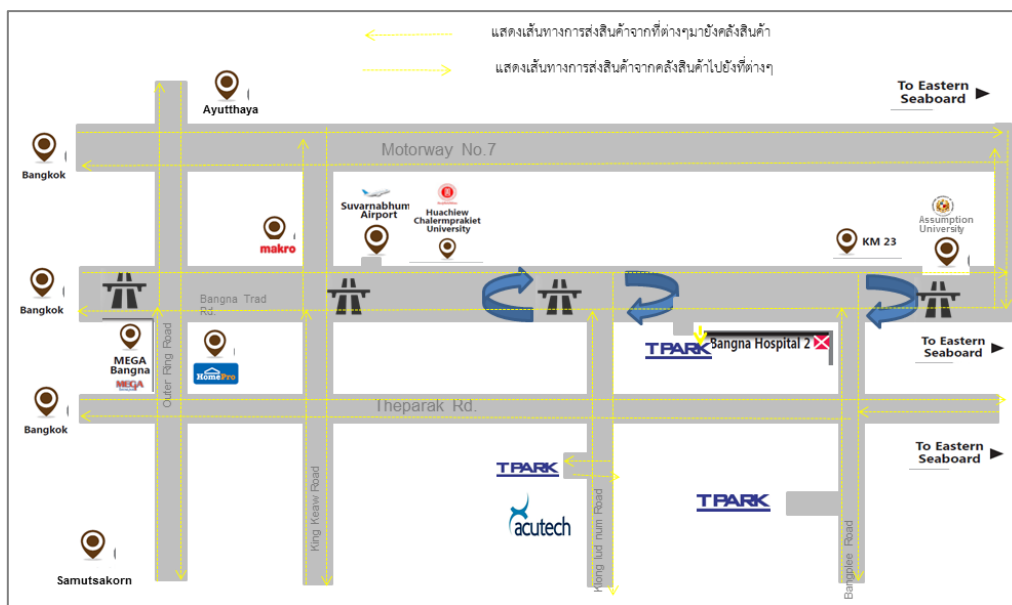 แสดงเส้นทางการส่งสินค้าจากที่ต่างๆมายังคลังสินค้า
แสดงเส้นทางการส่งสินค้าจากคลังสินค้าไปยังที่ต่างๆ
To Eastern
Seaboard
Ayutthaya
Motorway No.7
Bangkok
Suvarnabhum
Airport
Huachiew
Chalermprakiet
University
Assumption
University
makro
KM 23
Bangkok
Bangna Trad
Rd.
MEGA
Bangna
MEGA
HomePro
Outer Ring Road
TPARK
Bangna Hospital 2
To Eastern
Seaboard
Theparak Rd.
Bangkok
To Eastern
Seaboard
King Keaw Road
TPARK
acutech
Klong lud num Road
TPARK
Bangplee Road
Samutsakorn